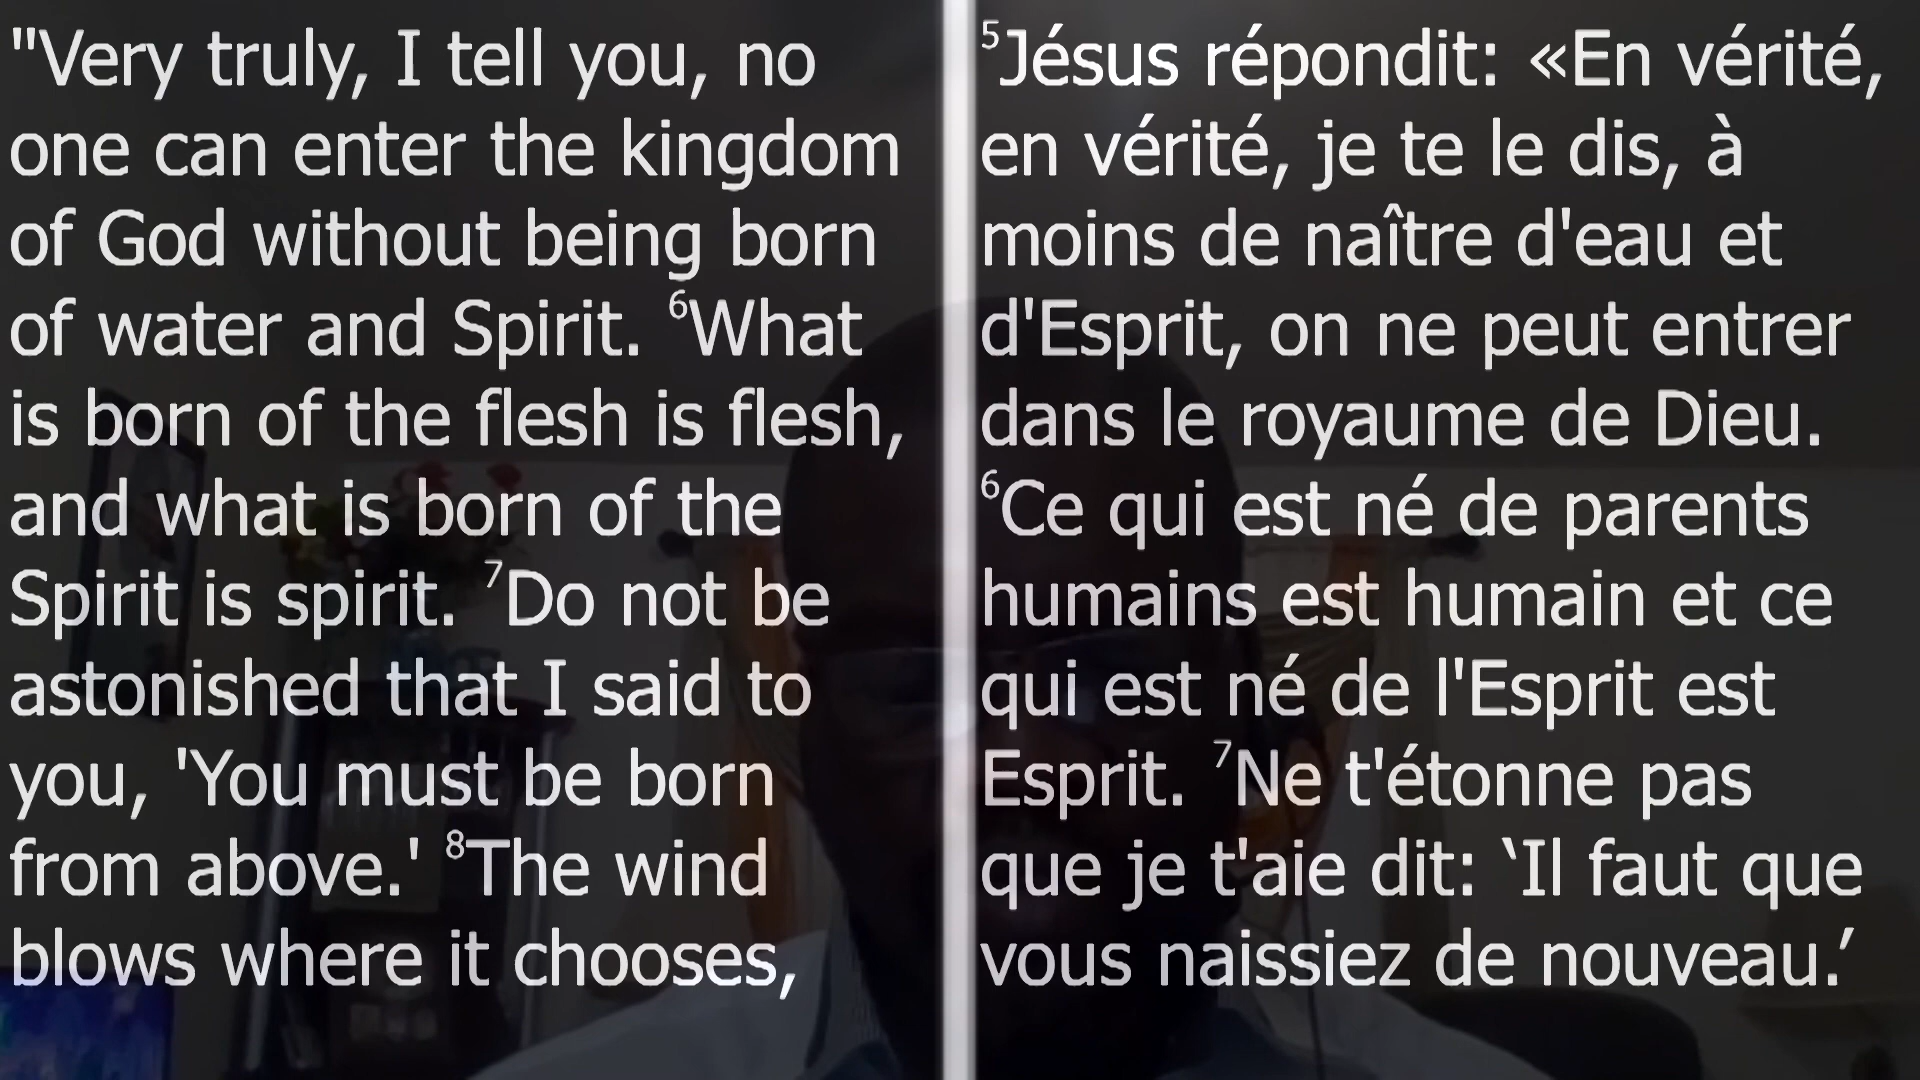 "Very truly, I tell you, no
one can enter the kingdom
of God without being born
of water and Spirit. ⁶What
is born of the flesh is flesh,
and what is born of the
Spirit is spirit. ⁷Do not be
astonished that I said to
you, 'You must be born
from above.' ⁸The wind
blows where it chooses,
⁵Jésus répondit: «En vérité,
en vérité, je te le dis, à
moins de naître d'eau et
d'Esprit, on ne peut entrer
dans le royaume de Dieu.
⁶Ce qui est né de parents
humains est humain et ce
qui est né de l'Esprit est
Esprit. ⁷Ne t'étonne pas
que je t'aie dit: ‛Il faut que
vous naissiez de nouveau.’